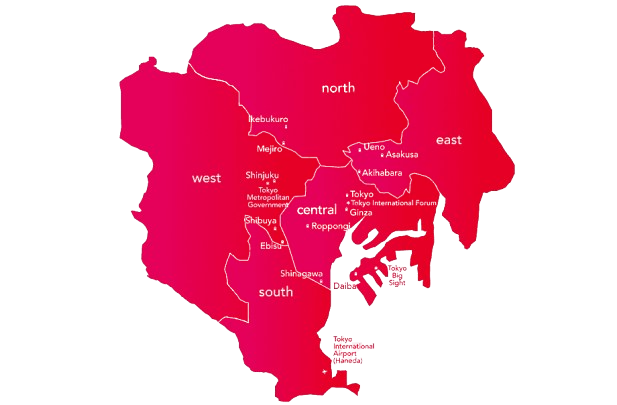 north
Ikebukuro
east
Ueno
Mejiro
Asakusa
west
Shinjuku
Akihabara
Tokyo
Metropolitan
Government
Tokyo
Tokyo International Forum
central
Ginza
Shibuya
Roppongi
Ebisu
Shinagawa
Tokyo
Big
Sight
Daiba
south
Tokyo
International
Airport
(Haneda)